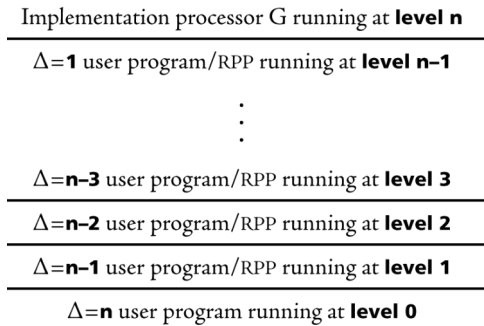 Implementation processor G running at level n
Δ=1 user program/RPP running at level n–1
.
.
.
Δ=n–3 user program/RPP running at level 3
Δ=n–2 user program/RPP running at level 2
Δ=n–1 user program/RPP running at level 1
Δ=n user program running at level 0